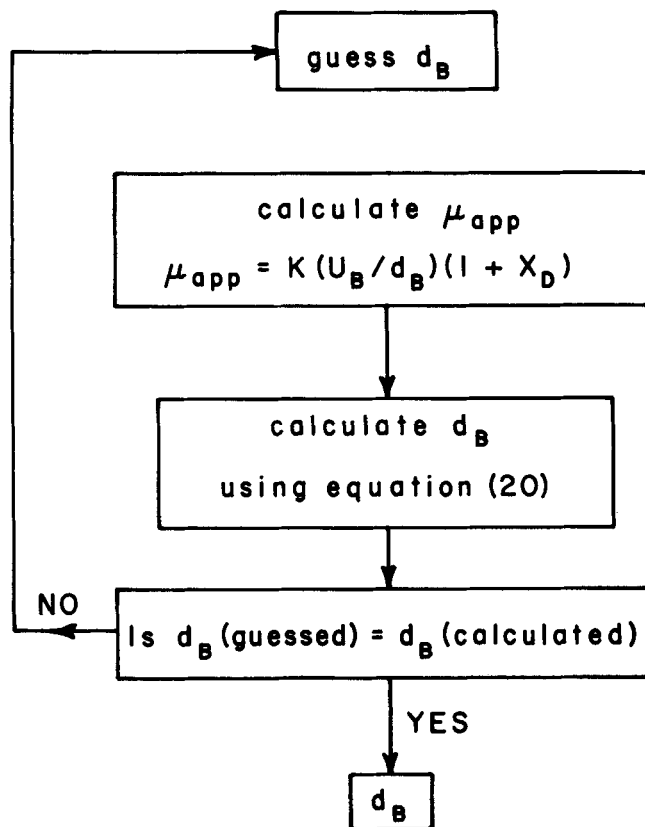 guess d_B
calculate μ_app
μ_app = K(U_B/d_B)(1 + X_D)
calculate d_B
using equation (20)
NO
Is d_B(guessed) = d_B(calculated)
YES
d_B